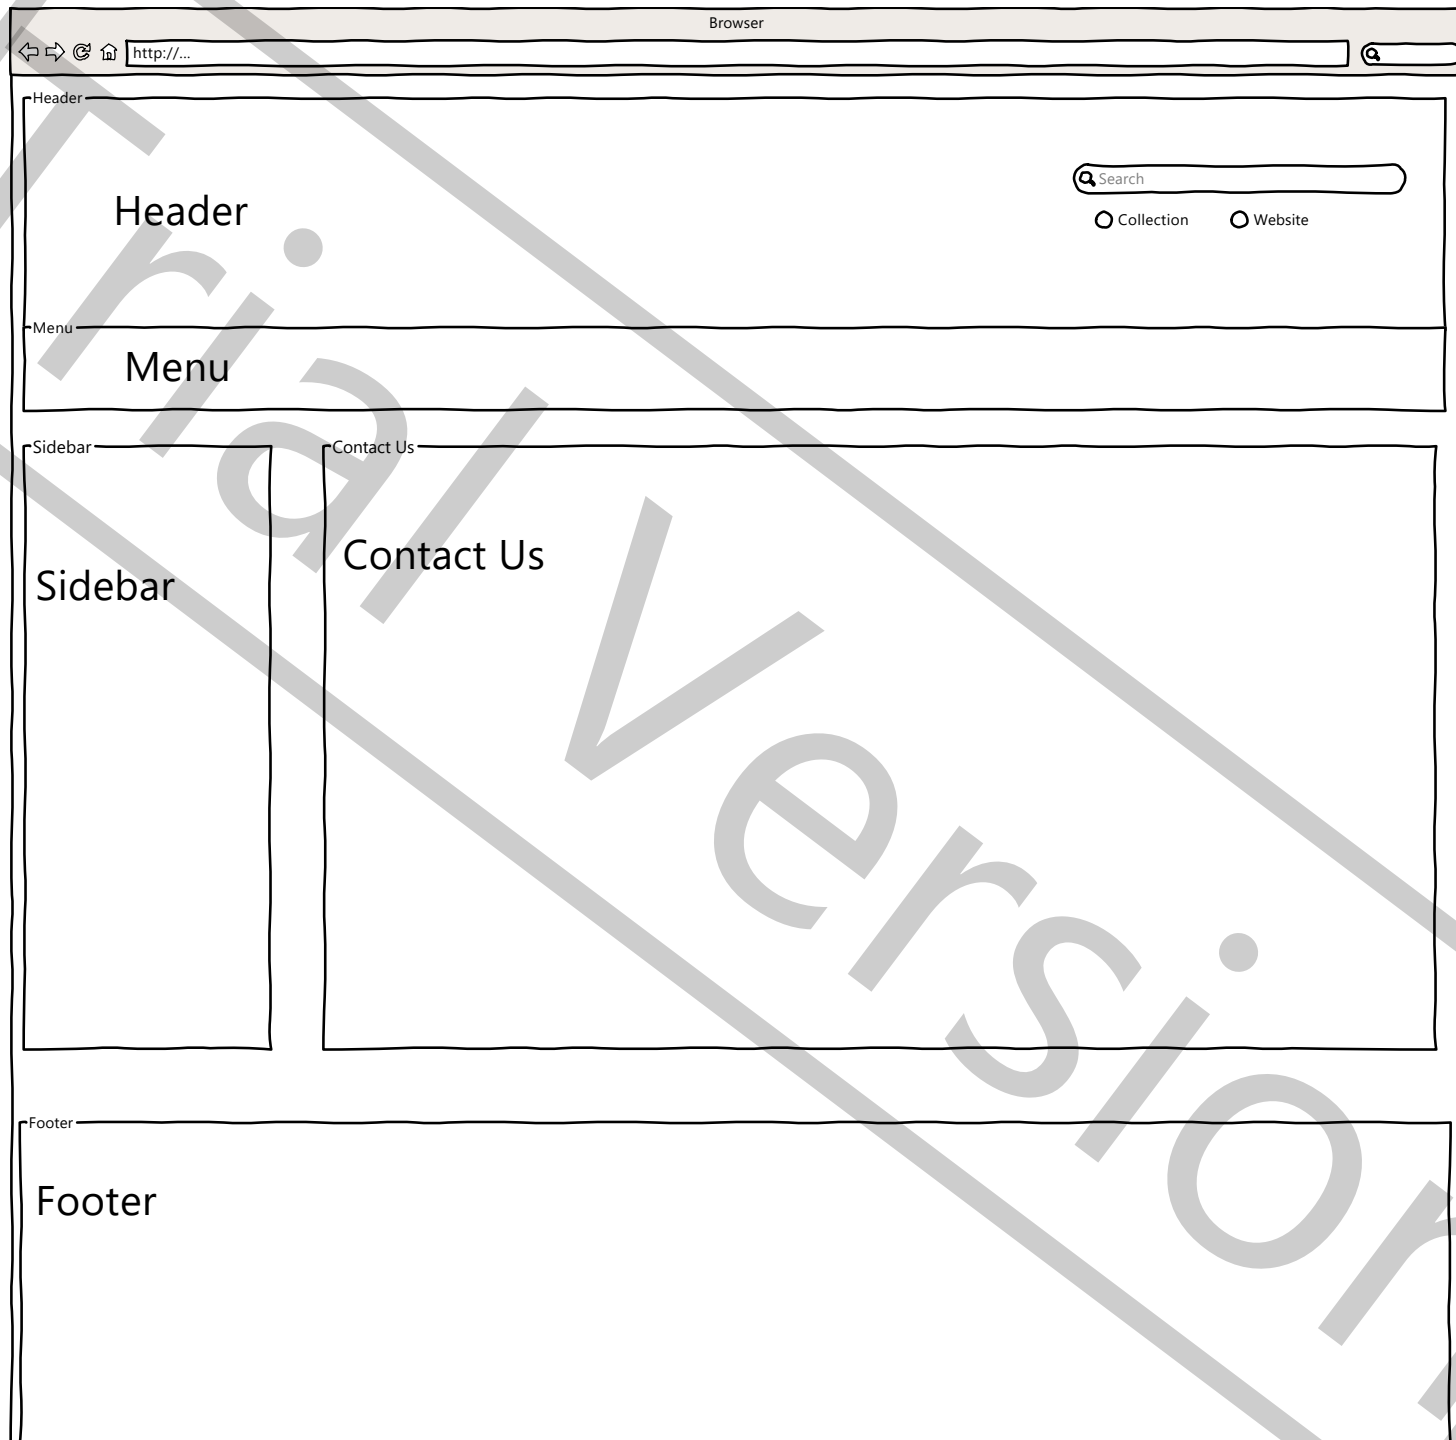 Browser
http://...
Header
Search
Header
Collection Website
Menu
Menu
Sidebar
Contact Us
Contact Us
Sidebar
Footer
Footer
Trial Version